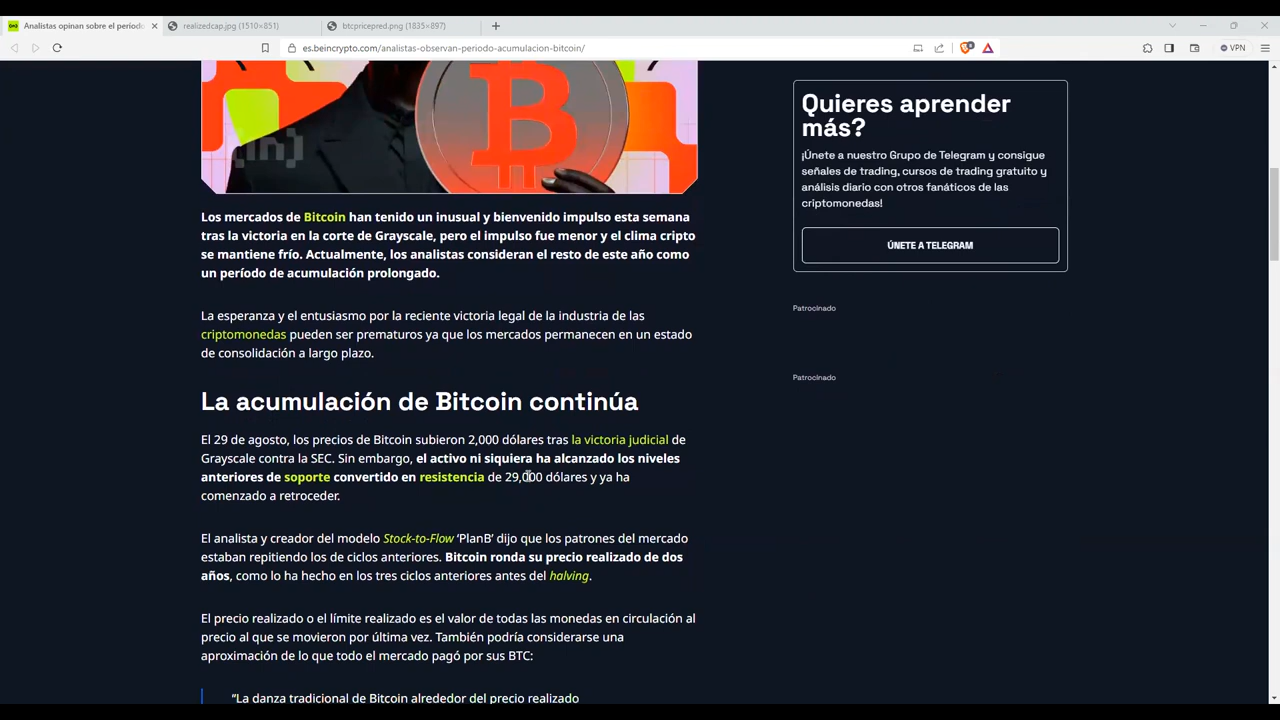 Analistas opinan sobre el periodo
realizedcap.jpg (1510×851)
btcpricepred.png (1835×897)
es.beincrypto.com/analistas-observan-periodo-acumulacion-bitcoin/
VPN
Quieres aprender
más?
¡Únete a nuestro Grupo de Telegram y consigue
señales de trading, cursos de trading gratuito y
análisis diario con otros fanáticos de las
criptomonedas!
ÚNETE A TELEGRAM
Patrocinado
Patrocinado
Los mercados de Bitcoin han tenido un inusual y bienvenido impulso esta semana
tras la victoria en la corte de Grayscale, pero el impulso fue menor y el clima cripto
se mantiene frío. Actualmente, los analistas consideran el resto de este año como
un período de acumulación prolongado.
La esperanza y el entusiasmo por la reciente victoria legal de la industria de las
criptomonedas pueden ser prematuros ya que los mercados permanecen en un estado
de consolidación a largo plazo.
La acumulación de Bitcoin continúa
El 29 de agosto, los precios de Bitcoin subieron 2,000 dólares tras la victoria judicial de
Grayscale contra la SEC. Sin embargo, el activo ni siquiera ha alcanzado los niveles
anteriores de soporte convertido en resistencia de 29,000 dólares y ya ha
comenzado a retroceder.
El analista y creador del modelo Stock-to-Flow ‘PlanB’ dijo que los patrones del mercado
estaban repitiendo los de ciclos anteriores. Bitcoin ronda su precio realizado de dos
años, como lo ha hecho en los tres ciclos anteriores antes del halving.
El precio realizado o el límite realizado es el valor de todas las monedas en circulación al
precio al que se movieron por última vez. También podría considerarse una
aproximación de lo que todo el mercado pagó por sus BTC:
“La danza tradicional de Bitcoin alrededor del precio realizado